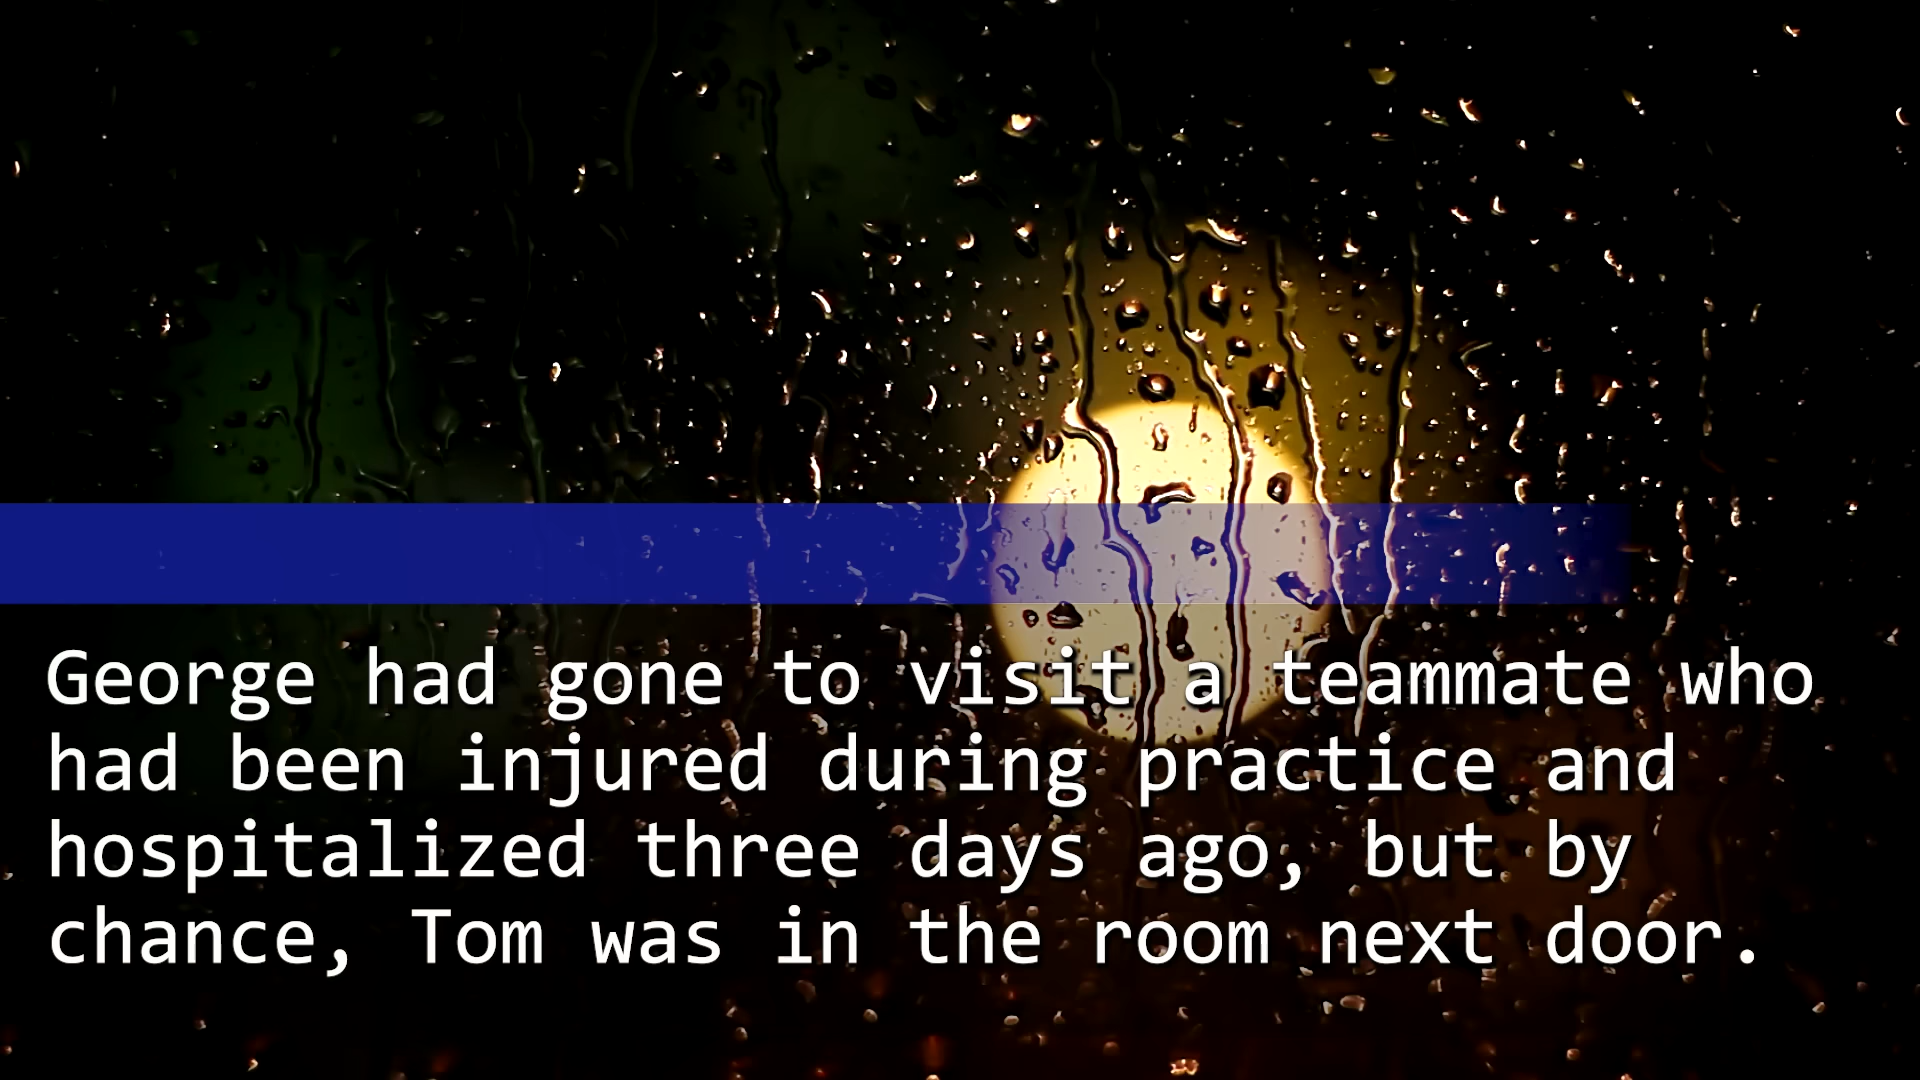 George had gone to visit a teammate who
had been injured during practice and
hospitalized three days ago, but by
chance, Tom was in the room next door.